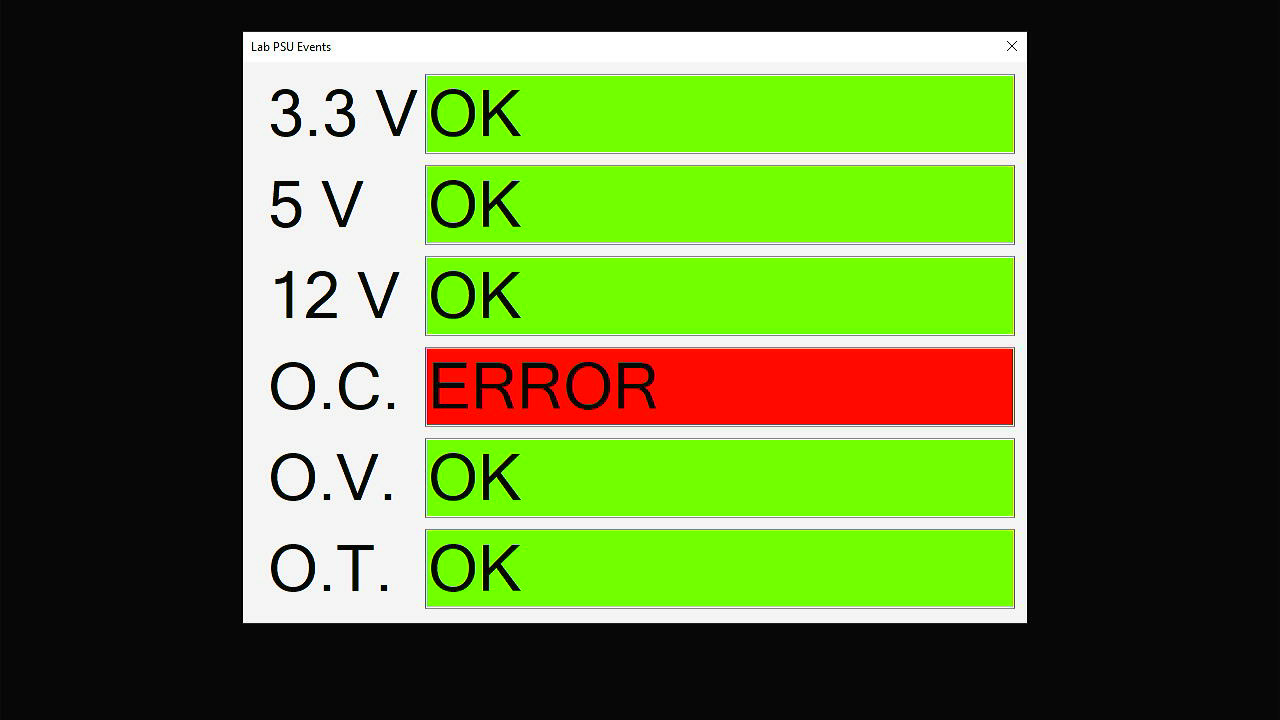 Lab PSU Events
3.3 V OK
5 V OK
12 V OK
O.C. ERROR
O.V. OK
O.T. OK